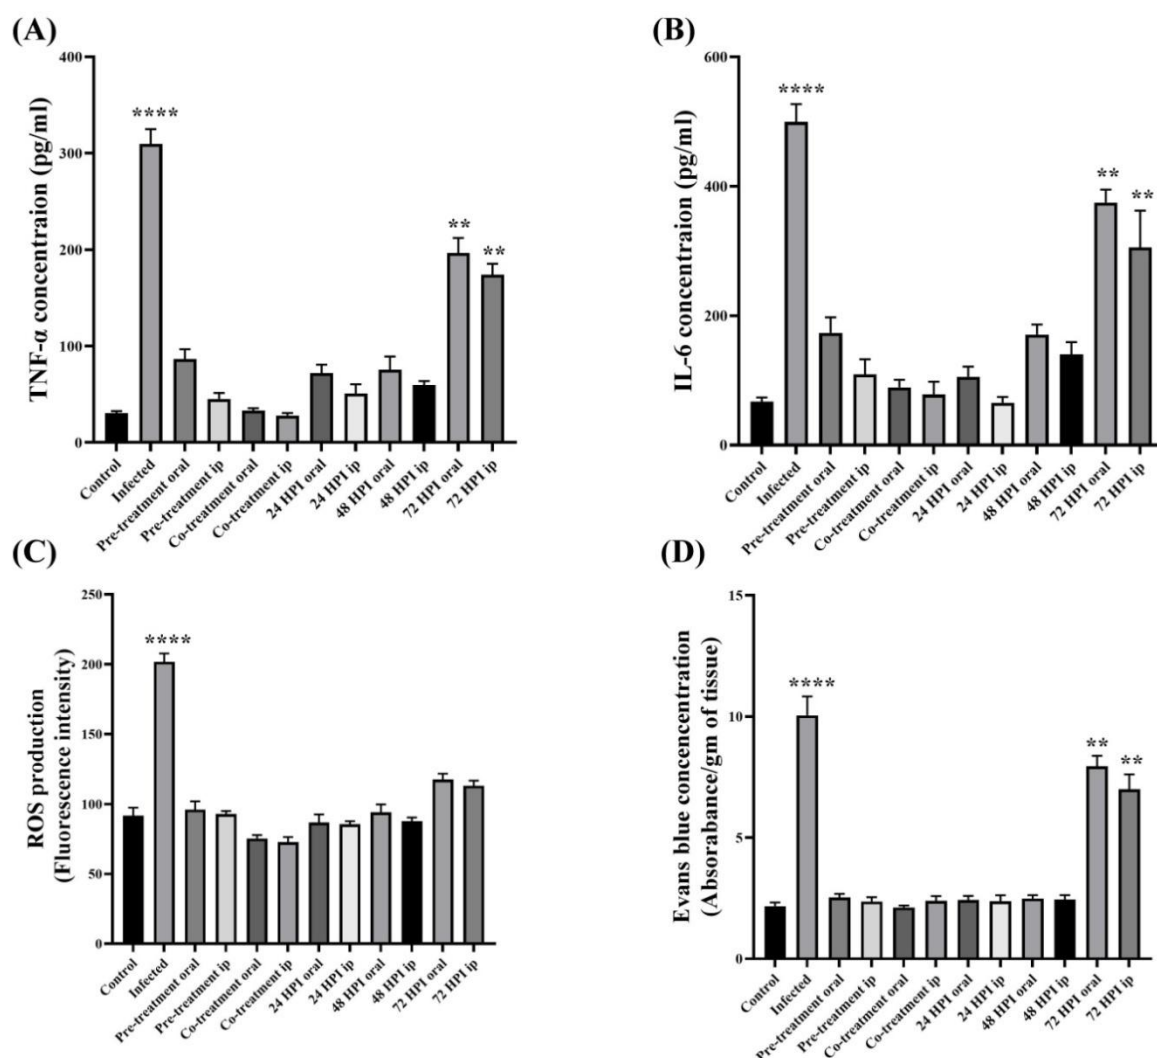 (A)
TNF-α concentraion (pg/ml)
400
300
200
100
0
****
**
**
Control
Infected
Pre-treatment oral
Pre-treatment ip
Co-treatment oral
Co-treatment ip
24 HPI oral
24 HPI ip
48 HPI oral
48 HPI ip
72 HPI oral
72 HPI ip
(B)
IL-6 concentraion (pg/ml)
600
400
200
0
****
**
**
Control
Infected
Pre-treatment oral
Pre-treatment ip
Co-treatment oral
Co-treatment ip
24 HPI oral
24 HPI ip
48 HPI oral
48 HPI ip
72 HPI oral
72 HPI ip
(C)
ROS production
(Fluorescence intensity)
250
200
150
100
50
0
****
Control
Infected
Pre-treatment oral
Pre-treatment ip
Co-treatment oral
Co-treatment ip
24 HPI oral
24 HPI ip
48 HPI oral
48 HPI ip
72 HPI oral
72 HPI ip
(D)
Evans blue concencentration
(Absorabance/gm of tissue)
15
10
5
0
****
**
**
Control
Infected
Pre-treatment oral
Pre-treatment ip
Co-treatment oral
Co-treatment ip
24 HPI oral
24 HPI ip
48 HPI oral
48 HPI ip
72 HPI oral
72 HPI ip